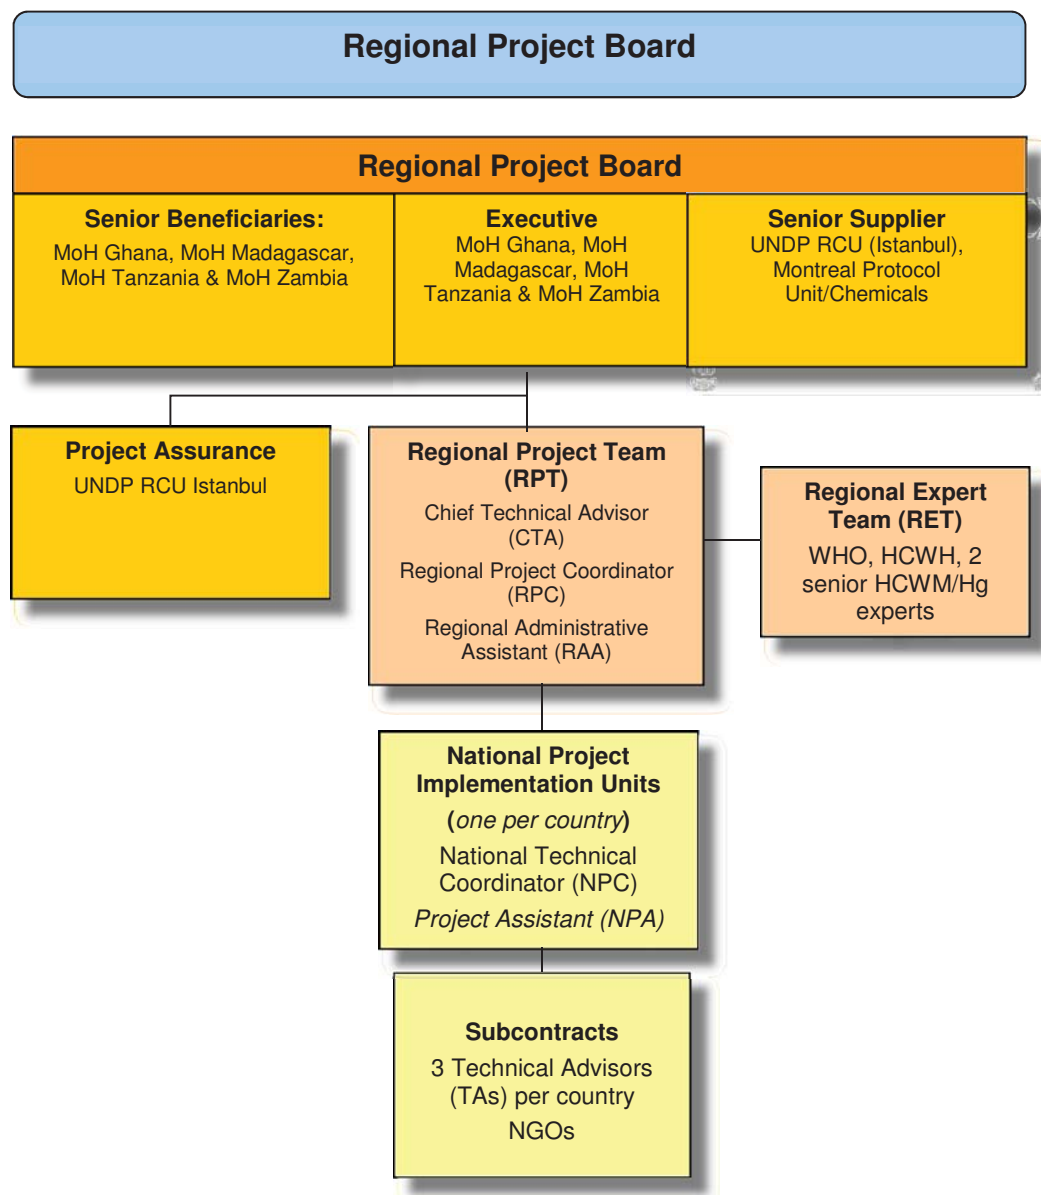 Regional Project Board
Regional Project Board
Senior Beneficiaries:
MoH Ghana, MoH Madagascar,
MoH Tanzania & MoH Zambia
Executive
MoH Ghana, MoH
Madagascar, MoH
Tanzania & MoH Zambia
Senior Supplier
UNDP RCU (Istanbul),
Montreal Protocol
Unit/Chemicals
Project Assurance
UNDP RCU Istanbul
Regional Project Team
(RPT)
Chief Technical Advisor
(CTA)
Regional Project Coordinator
(RPC)
Regional Administrative
Assistant (RAA)
Regional Expert
Team (RET)
WHO, HCWH, 2
senior HCWM/Hg
experts
National Project
Implementation Units
(one per country)
National Technical
Coordinator (NPC)
Project Assistant (NPA)
Subcontracts
3 Technical Advisors
(TAs) per country
NGOs